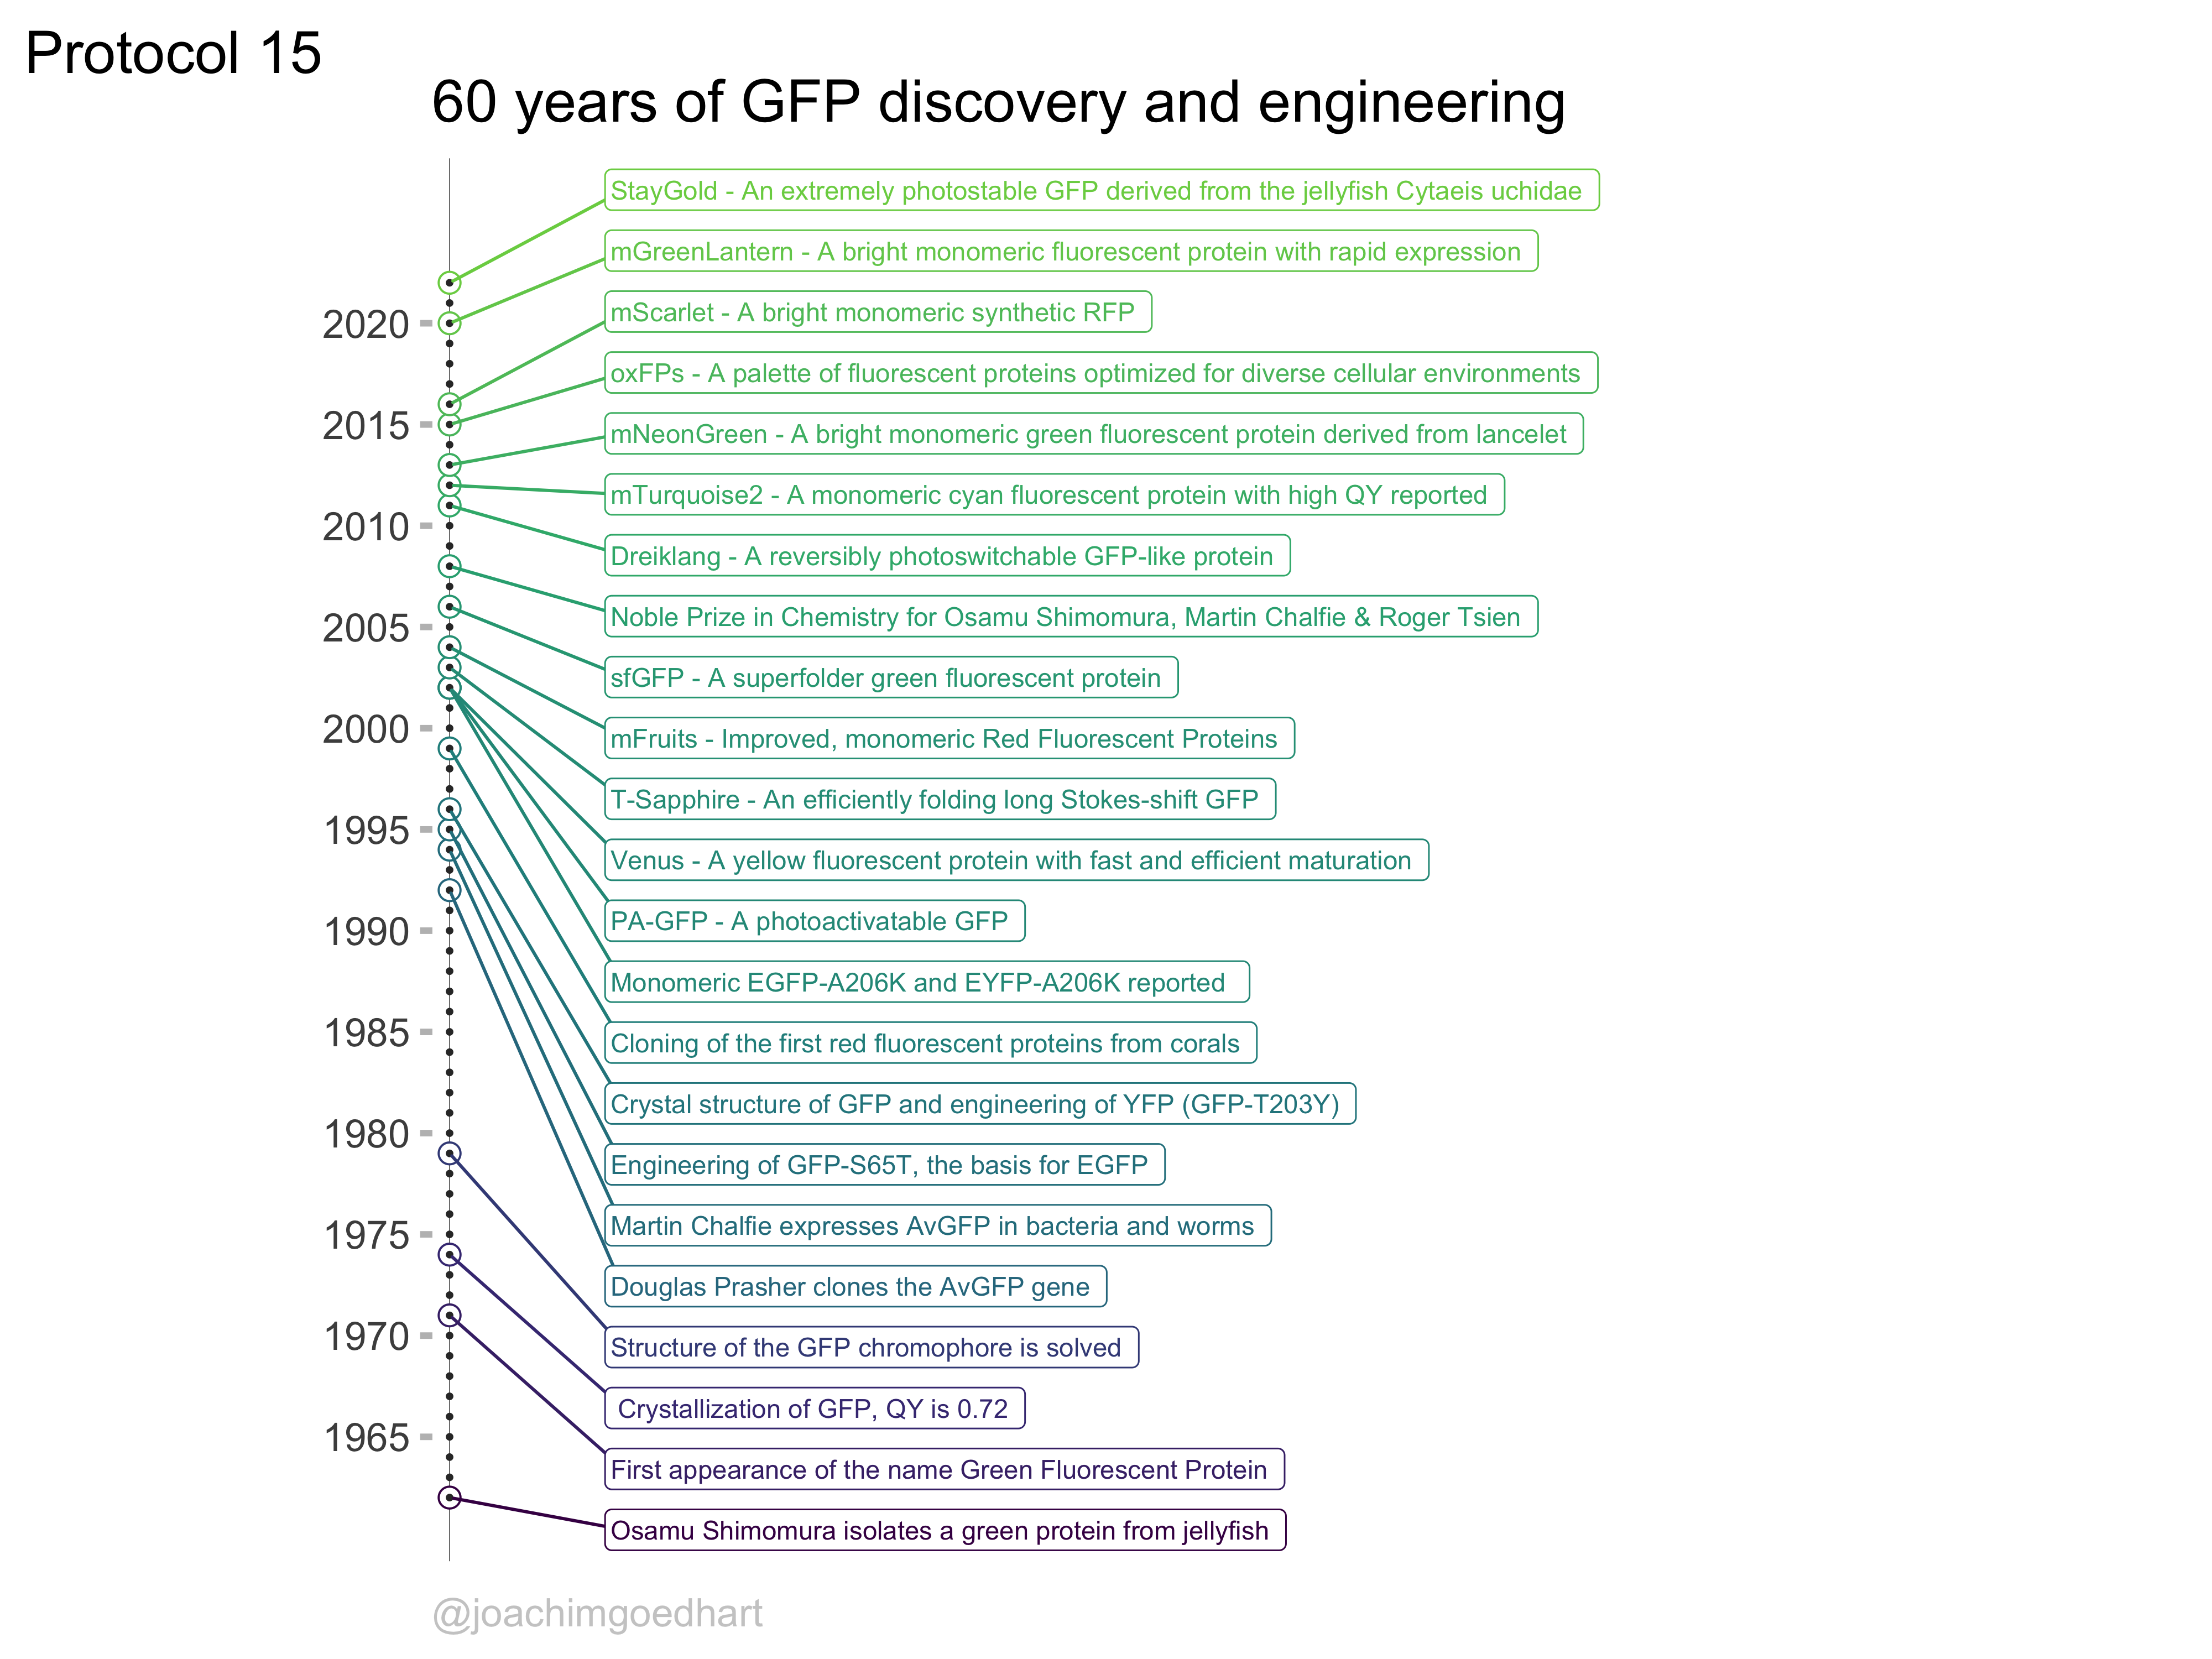 Protocol 15
60 years of GFP discovery and engineering
StayGold - An extremely photostable GFP derived from the jellyfish Cytaeis uchidae
mGreenLantern - A bright monomeric fluorescent protein with rapid expression
2020
mScarlet - A bright monomeric synthetic RFP
oxFPs - A palette of fluorescent proteins optimized for diverse cellular environments
2015
mNeonGreen - A bright monomeric green fluorescent protein derived from lancelet
mTurquoise2 - A monomeric cyan fluorescent protein with high QY reported
2010
Dreiklang - A reversibly photoswitchable GFP-like protein
Noble Prize in Chemistry for Osamu Shimomura, Martin Chalfie & Roger Tsien
2005
sfGFP - A superfolder green fluorescent protein
2000
mFruits - Improved, monomeric Red Fluorescent Proteins
T-Sapphire - An efficiently folding long Stokes-shift GFP
1995
Venus - A yellow fluorescent protein with fast and efficient maturation
PA-GFP - A photoactivatable GFP
1990
Monomeric EGFP-A206K and EYFP-A206K reported
1985
Cloning of the first red fluorescent proteins from corals
Crystal structure of GFP and engineering of YFP (GFP-T203Y)
1980
Engineering of GFP-S65T, the basis for EGFP
Martin Chalfie expresses AvGFP in bacteria and worms
1975
Douglas Prasher clones the AvGFP gene
1970
Structure of the GFP chromophore is solved
Crystallization of GFP, QY is 0.72
1965
First appearance of the name Green Fluorescent Protein
Osamu Shimomura isolates a green protein from jellyfish
@joachimgoedhart